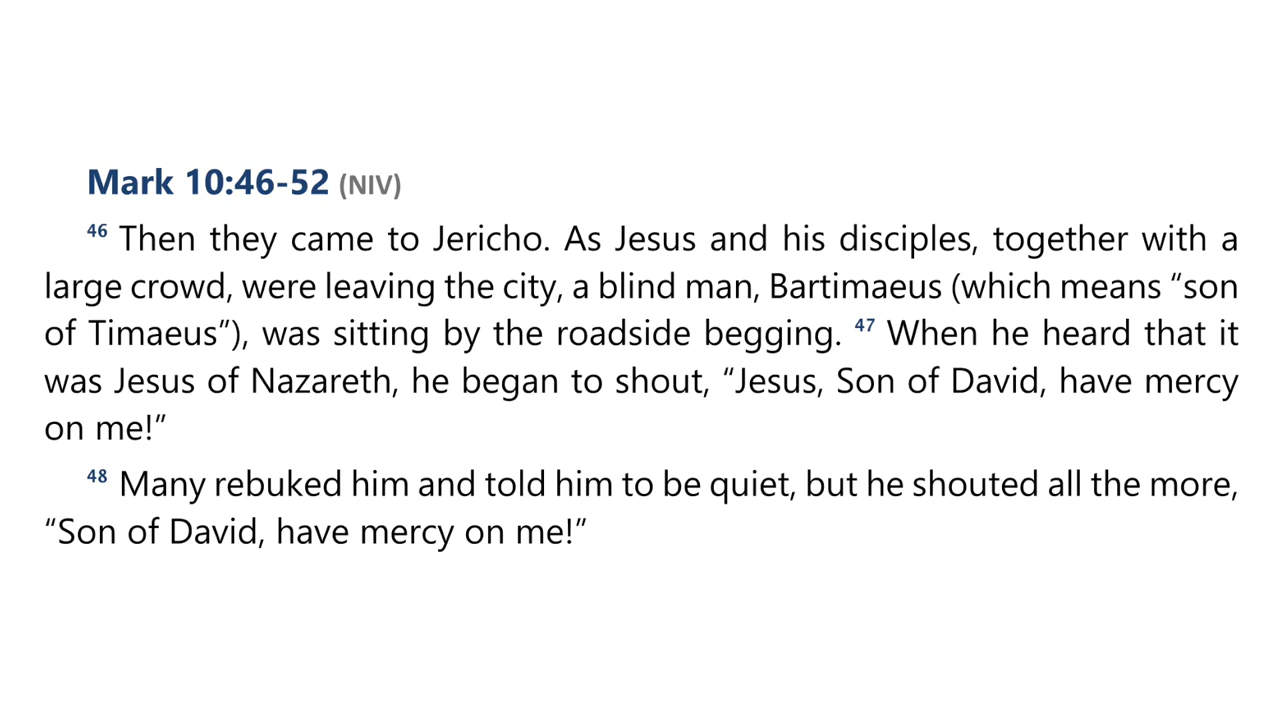 Mark 10:46-52 (NIV)
46 Then they came to Jericho. As Jesus and his disciples, together with a
large crowd, were leaving the city, a blind man, Bartimaeus (which means “son
of Timaeus”), was sitting by the roadside begging. 47 When he heard that it
was Jesus of Nazareth, he began to shout, “Jesus, Son of David, have mercy
on me!”
48 Many rebuked him and told him to be quiet, but he shouted all the more,
“Son of David, have mercy on me!”